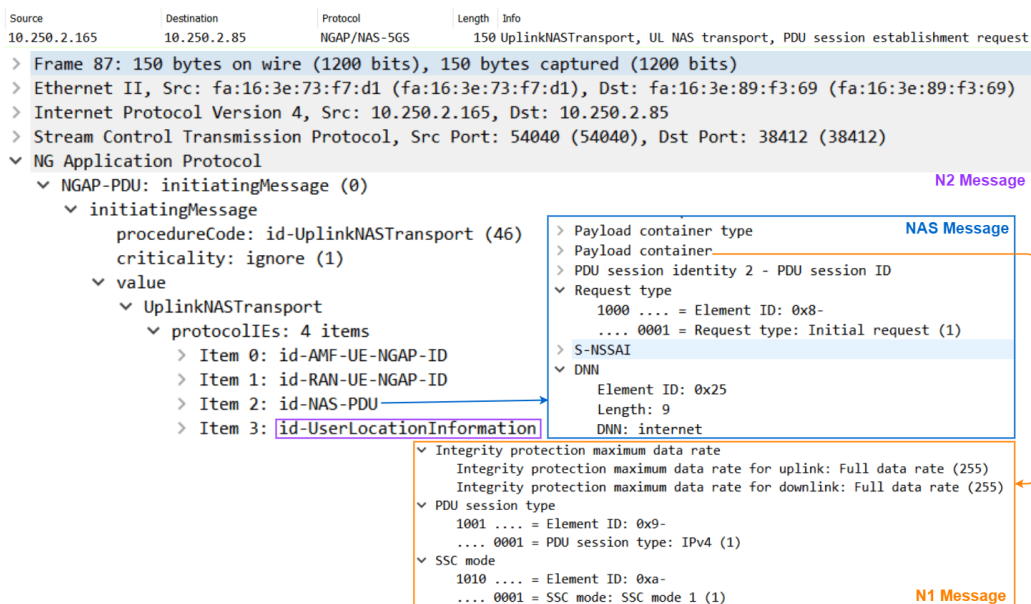 Source Destination Protocol Length Info
10.250.2.165 10.250.2.85 NGAP/NAS-5GS 150 UplinkNASTransport, UL NAS transport, PDU session establishment request
Frame 87: 150 bytes on wire (1200 bits), 150 bytes captured (1200 bits)
Ethernet II, Src: fa:16:3e:73:f7:d1 (fa:16:3e:73:f7:d1), Dst: fa:16:3e:89:f3:69 (fa:16:3e:89:f3:69)
Internet Protocol Version 4, Src: 10.250.2.165, Dst: 10.250.2.85
Stream Control Transmission Protocol, Src Port: 54040 (54040), Dst Port: 38412 (38412)
NG Application Protocol
NGAP-PDU: initiatingMessage (0)
N2 Message
initiatingMessage
procedureCode: id-UplinkNASTransport (46)
criticality: ignore (1)
value
UplinkNASTransport
protocolIEs: 4 items
Item 0: id-AMF-UE-NGAP-ID
Item 1: id-RAN-UE-NGAP-ID
Item 2: id-NAS-PDU
Item 3: id-UserLocationInformation
NAS Message
Payload container type
Payload container
PDU session identity 2 - PDU session ID
Request type
1000 .... = Element ID: 0x8-
.... 0001 = Request type: Initial request (1)
S-NSSAI
DNN
Element ID: 0x25
Length: 9
DNN: internet
Integrity protection maximum data rate
Integrity protection maximum data rate for uplink: Full data rate (255)
Integrity protection maximum data rate for downlink: Full data rate (255)
PDU session type
1001 .... = Element ID: 0x9-
.... 0001 = PDU session type: IPv4 (1)
SSC mode
1010 .... = Element ID: 0xa-
.... 0001 = SSC mode: SSC mode 1 (1)
N1 Message